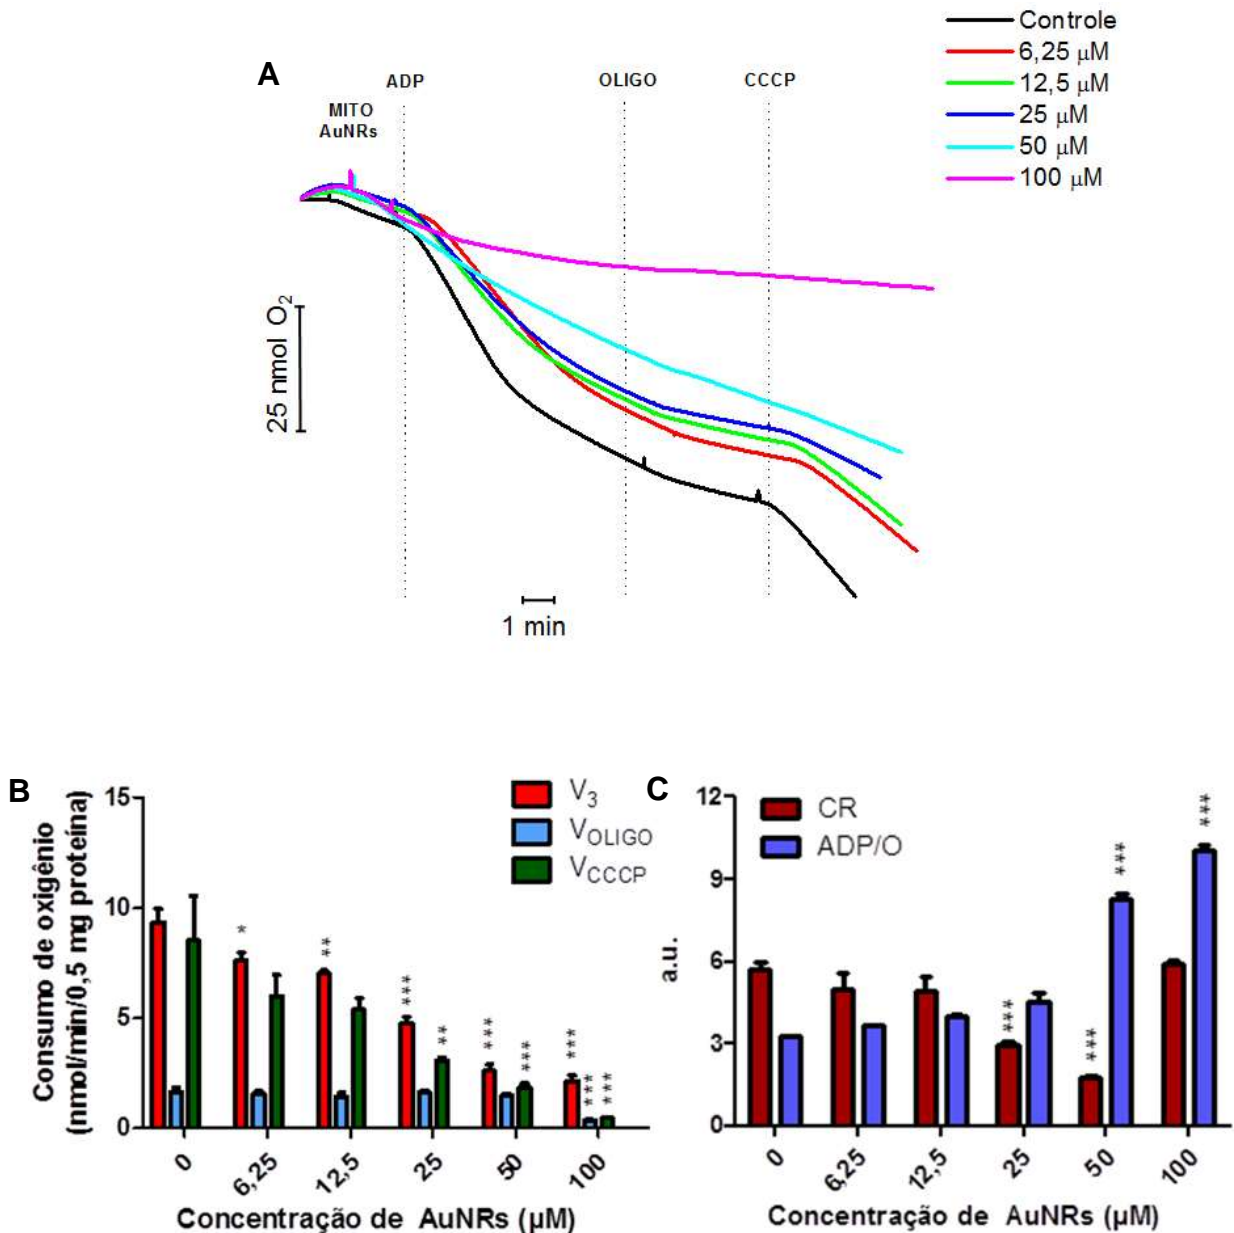 Controle
6,25 µM
12,5 µM
25 µM
50 µM
100 µM
A
ADP
OLIGO
CCCP
MITO
AuNRs
25 nmol O2
1 min
B
V3
VOLIGO
VCCCP
Consumo de oxigênio
(nmol/min/0,5 mg proteína)
15
10
5
0
*
**
***
**
***
***
***
***
***
0
6,25
12,5
25
50
100
Concentração de AuNRs (µM)
C
CR
ADP/O
a.u.
12
9
6
3
0
***
***
***
***
0
6,25
12,5
25
50
100
Concentração de AuNRs (µM)